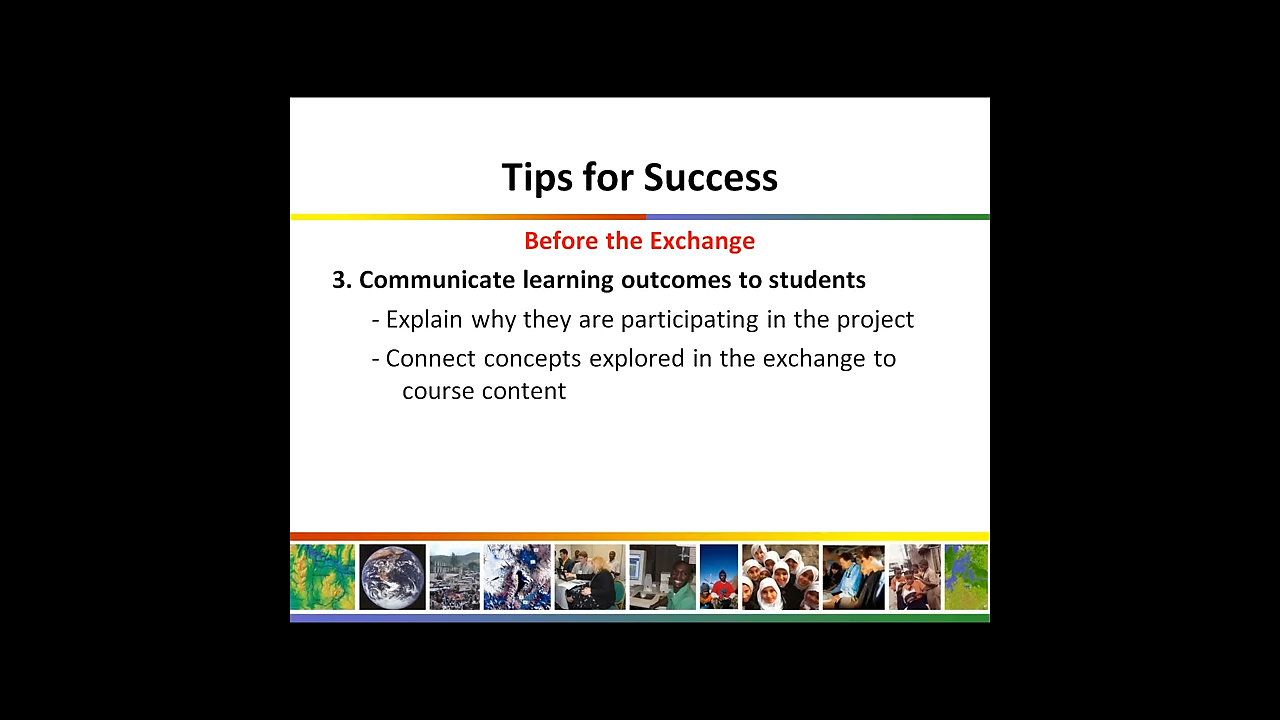 Tips for Success
Before the Exchange
3. Communicate learning outcomes to students
- Explain why they are participating in the project
- Connect concepts explored in the exchange to
course content